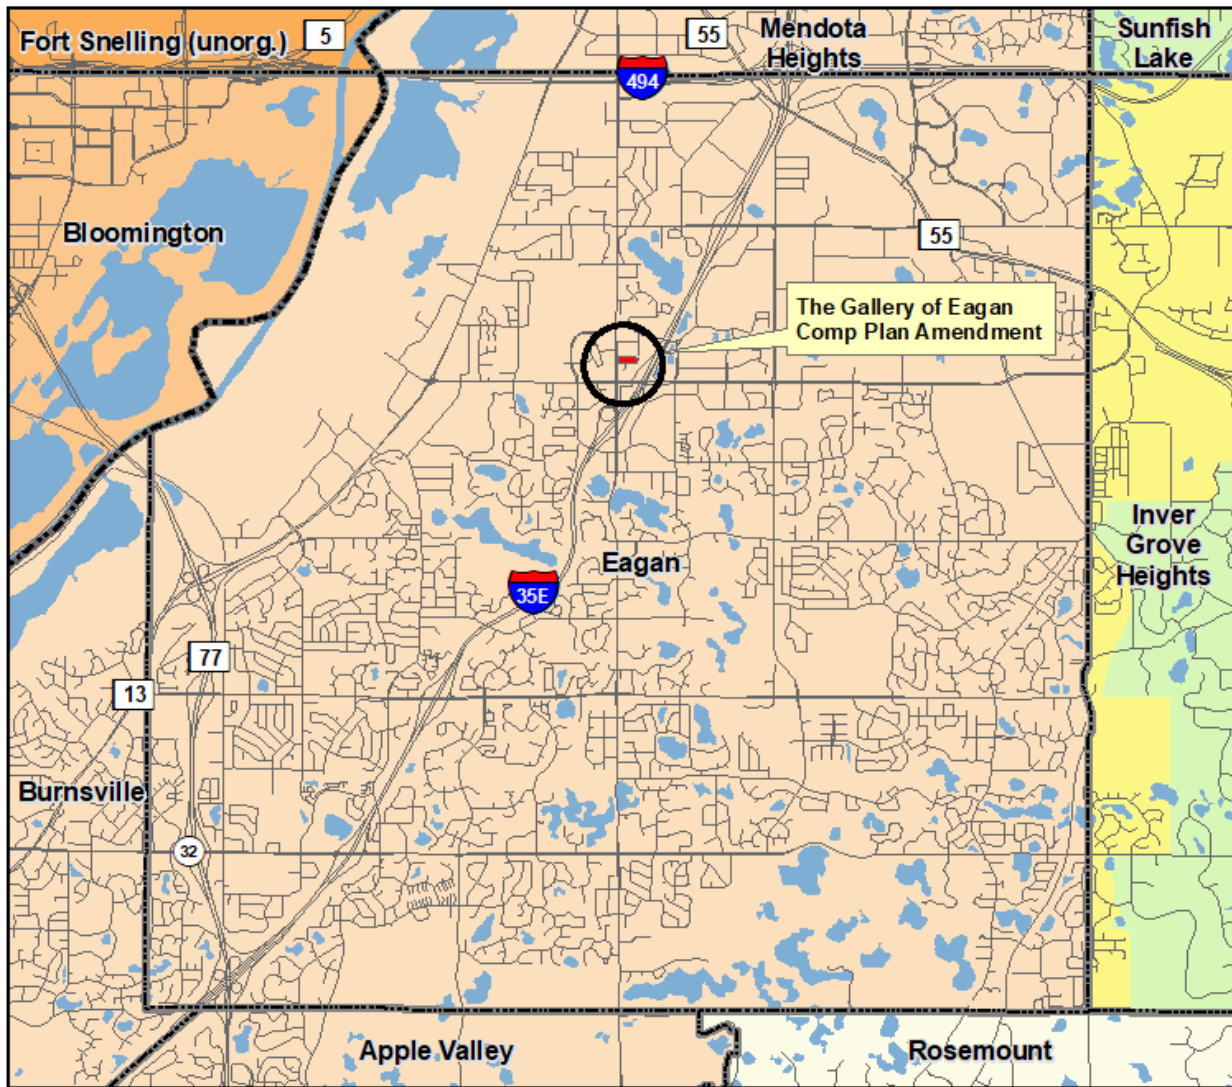 Fort Snelling (unorg.)
5
55
Mendota
Heights
Sunfish
Lake
494
Bloomington
55
The Gallery of Eagan
Comp Plan Amendment
Inver
Grove
Heights
Eagan
35E
77
13
Burnsville
32
Apple Valley
Rosemount